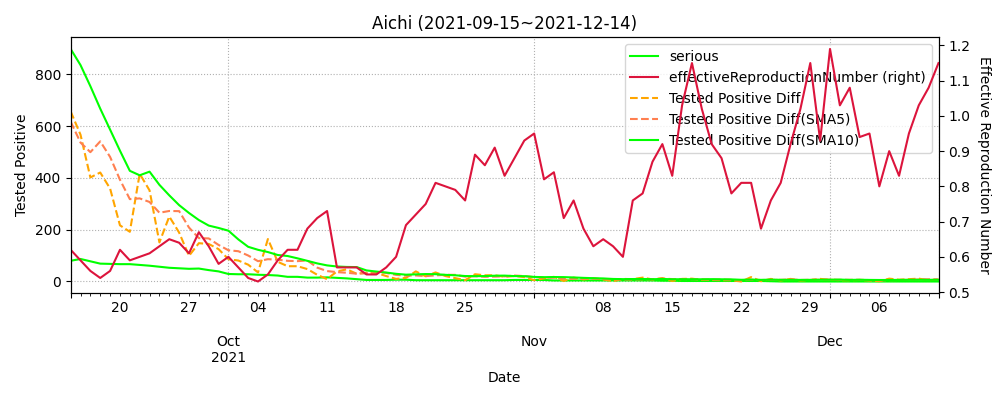 Aichi (2021-09-15~2021-12-14)
serious
effectiveReproductionNumber (right)
Tested Positive Diff
Tested Positive Diff(SMA5)
Tested Positive Diff(SMA10)
Tested Positive
800
600
400
200
0
1.2
1.1
1.0
0.9
0.8
0.7
0.6
0.5
Effective Reproduction Number
20 27 04 11 18 25 08 15 22 29 06
Oct Nov Dec
2021
Date